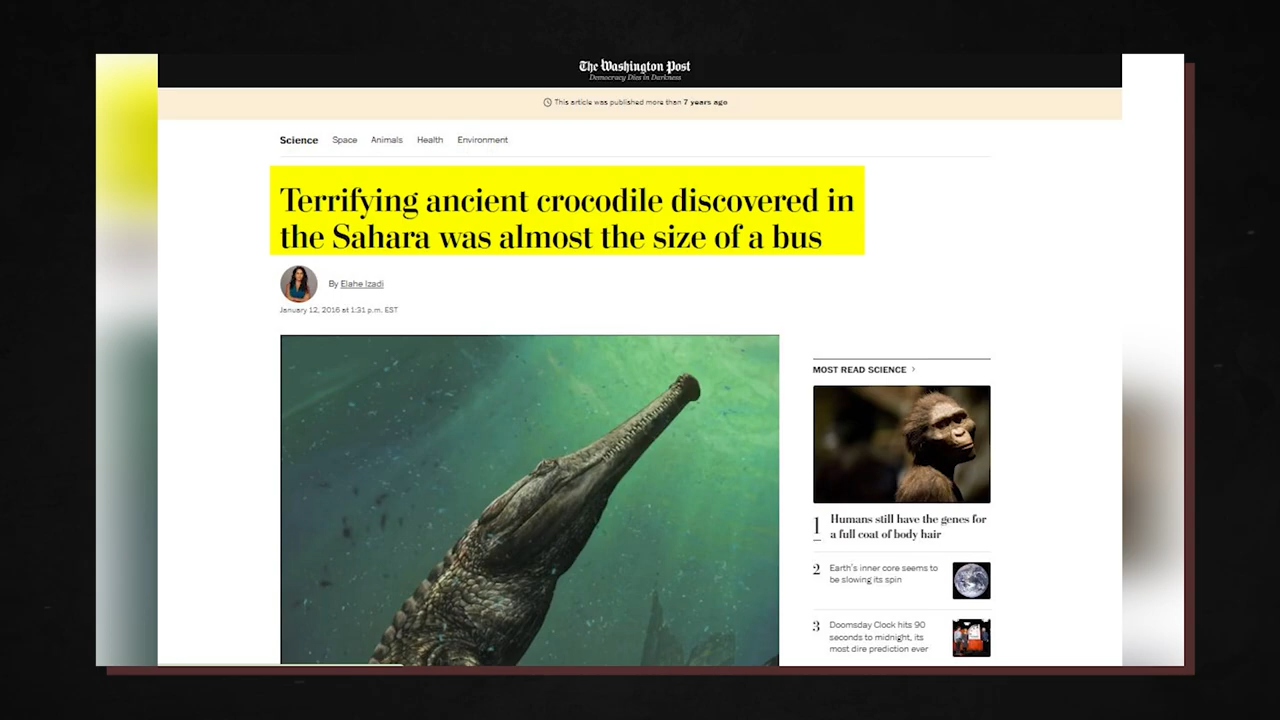 The Washington Post
Democracy Dies in Darkness
This article was published more than 7 years ago
Science Space Animals Health Environment
Terrifying ancient crocodile discovered in
the Sahara was almost the size of a bus
By Elahe Izadi
January 12, 2016 at 1:31 p.m. EST
MOST READ SCIENCE >
1 Humans still have the genes for
a full coat of body hair
2 Earth's inner core seems to
be slowing its spin
3 Doomsday Clock hits 90
seconds to midnight, its
most dire prediction ever